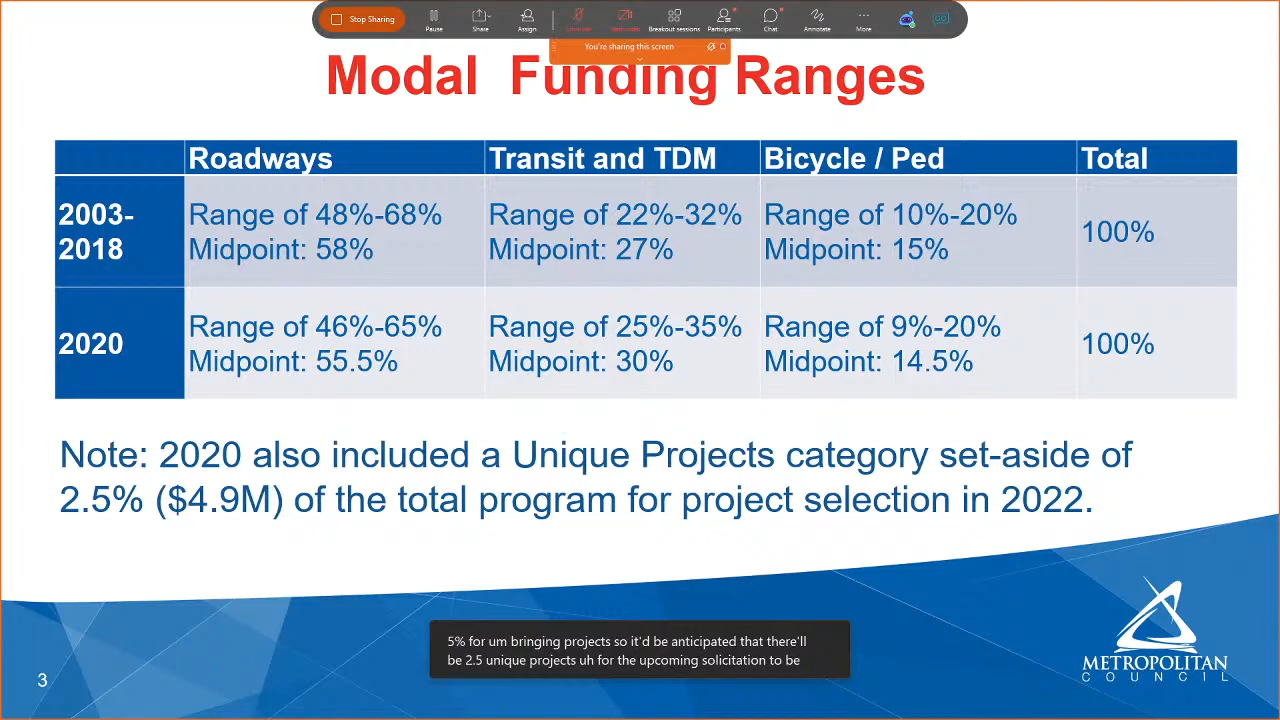 Stop Sharing
Pause
Share
Assign
Breakout sessions
Participants
Chat
Annotate
More
You're sharing this screen
Modal Funding Ranges
Roadways Transit and TDM Bicycle / Ped Total
2003-
2018
Range of 48%-68%
Midpoint: 58%
Range of 22%-32%
Midpoint: 27%
Range of 10%-20%
Midpoint: 15%
100%
2020
Range of 46%-65%
Midpoint: 55.5%
Range of 25%-35%
Midpoint: 30%
Range of 9%-20%
Midpoint: 14.5%
100%
Note: 2020 also included a Unique Projects category set-aside of
2.5% ($4.9M) of the total program for project selection in 2022.
5% for um bringing projects so it'd be anticipated that there'll
be 2.5 unique projects uh for the upcoming solicitation to be
3
METROPOLITAN
COUNCIL